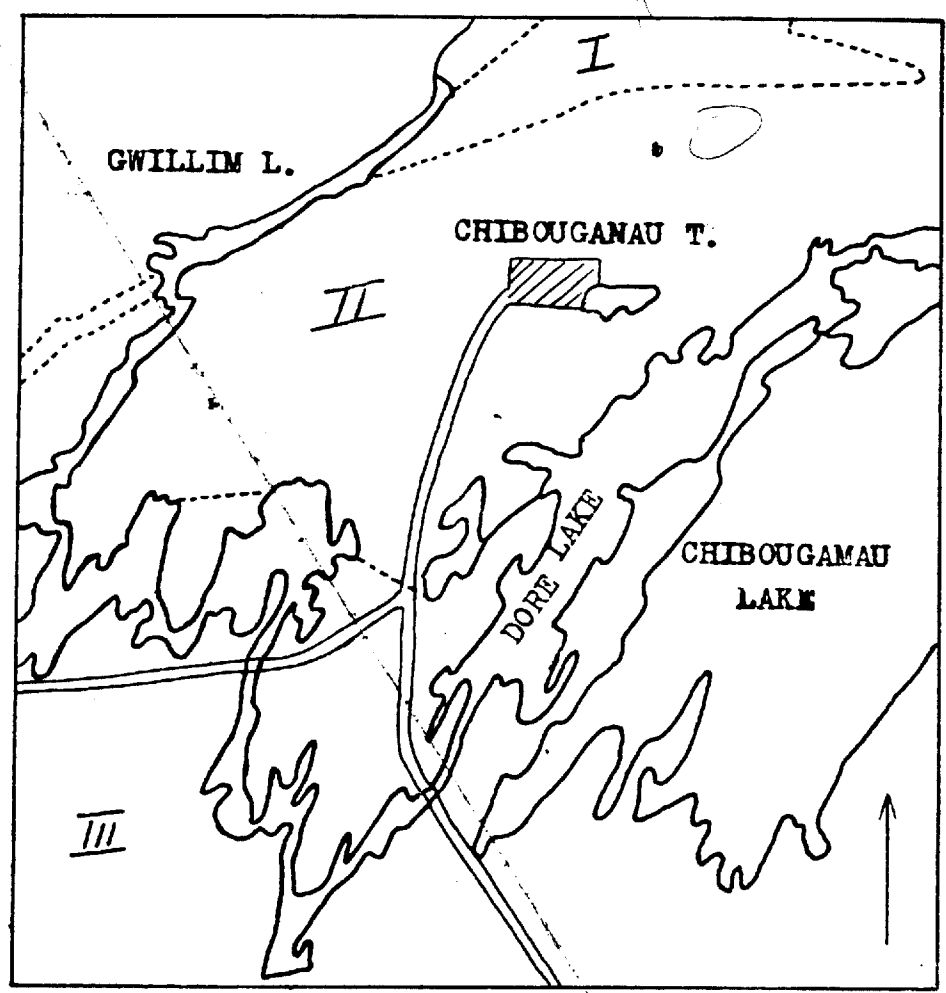 I
GWILLIM L.
CHIBOUGANAU T.
II
DORE LAKE
CHIBOUGAMAU
LAKE
III